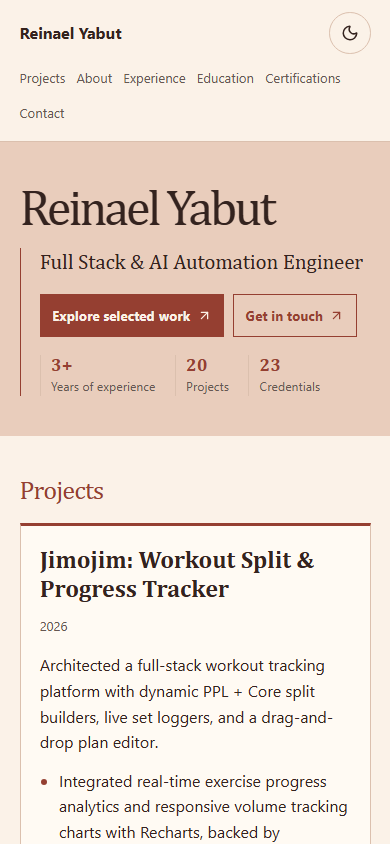 Reinael Yabut
Projects About Experience Education Certifications
Contact
Reinael Yabut
Full Stack & AI Automation Engineer
Explore selected work Get in touch
3+ 20 23
Years of experience Projects Credentials
Projects
Jimojim: Workout Split &
Progress Tracker
2026
Architected a full-stack workout tracking
platform with dynamic PPL + Core split
builders, live set loggers, and a drag-and-
drop plan editor.
Integrated real-time exercise progress
analytics and responsive volume tracking
charts with Recharts, backed by